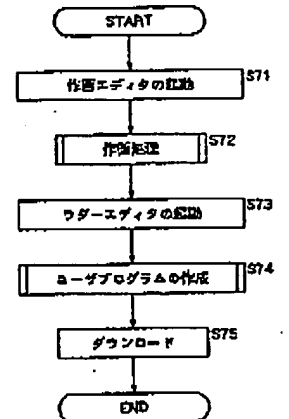 START
作画エディタの起動
S71
作画処理
S72
ラダーエディタの起動
S73
ユーザプログラムの作成
S74
ダウンロード
S75
END